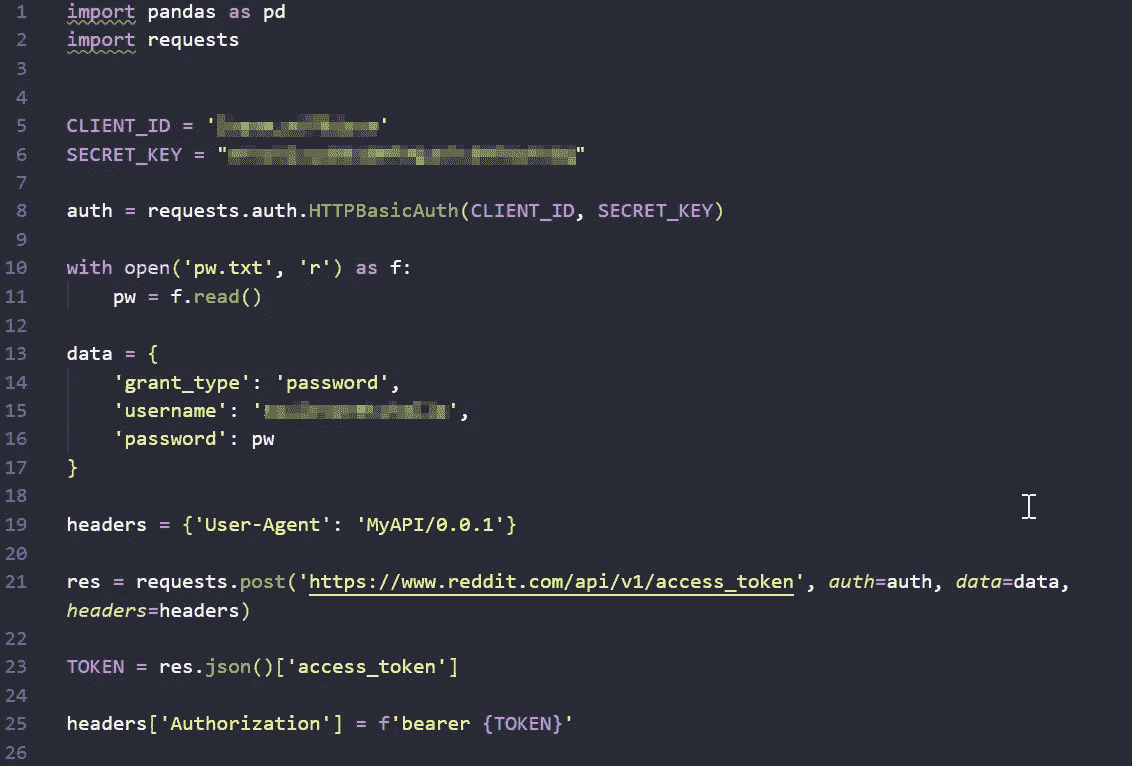 1 import pandas as pd
2 import requests
3
4
5 CLIENT_ID = ''
6 SECRET_KEY = ""
7
8 auth = requests.auth.HTTPBasicAuth(CLIENT_ID, SECRET_KEY)
9
10 with open('pw.txt', 'r') as f:
11     pw = f.read()
12
13 data = {
14     'grant_type': 'password',
15     'username': '',
16     'password': pw
17 }
18
19 headers = {'User-Agent': 'MyAPI/0.0.1'}
20
21 res = requests.post('https://www.reddit.com/api/v1/access_token', auth=auth, data=data,
headers=headers)
22
23 TOKEN = res.json()['access_token']
24
25 headers['Authorization'] = f'bearer {TOKEN}'
26